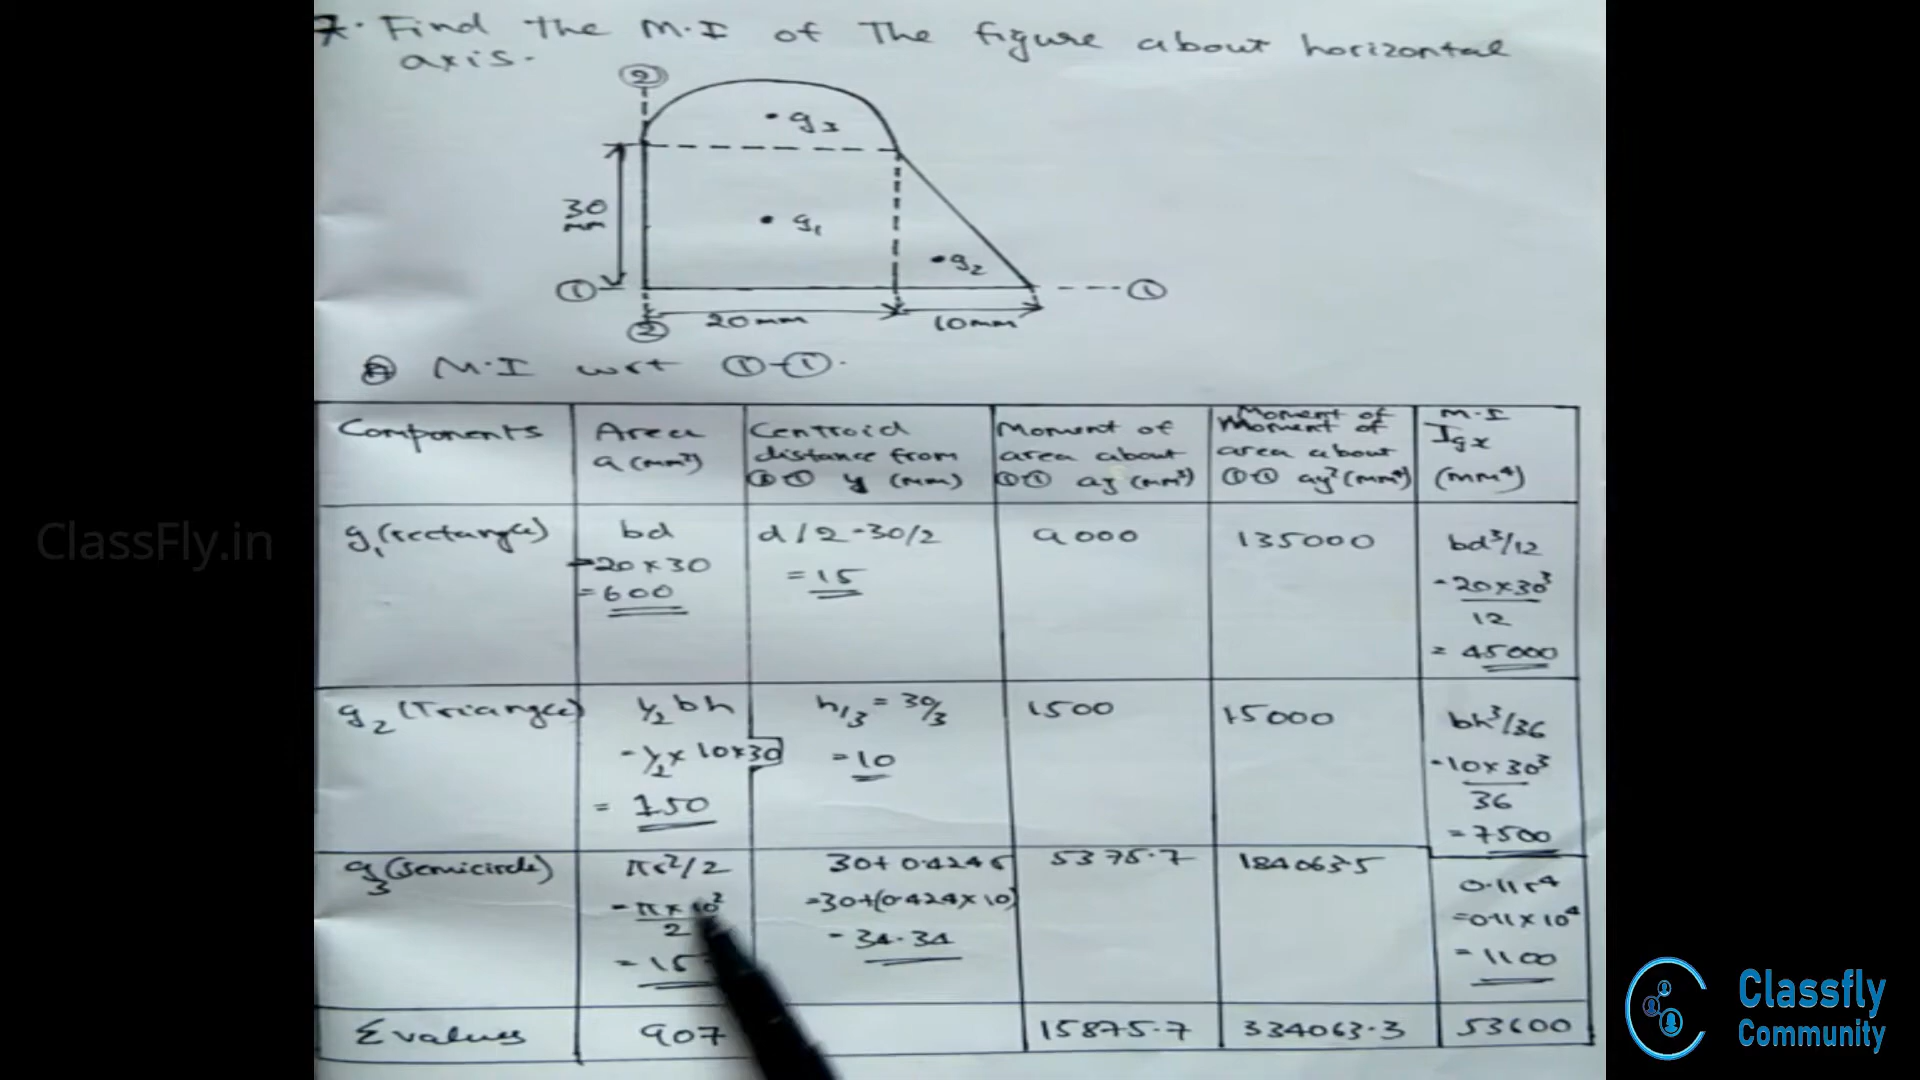 7. Find the M.I of The figure about horizontal
axis.
②
g3
30
mm
g1
g2
①
①
20mm
10mm
②
M.I wrt ①-①.
Components
Area
a (mm²)
Centroid
distance from
①① y (mm)
Moment of
area about
①① ay (mm³)
Moment of
Moment of
area about
①① ay² (mm⁴)
M.I
Igx
(mm⁴)
g1 (rectangle)
bd
=20×30
=600
d/2=30/2
=15
9000
135000
bd³/12
=20×30³
12
=45000
g2 (Triangle)
½bh
=½×10×30
=150
h/3=30/3
=10
1500
15000
bh³/36
=10×30³
36
=7500
g3 (semicircle)
πr²/2
=π×10²
2
30+0.424r
=30+(0.424×10)
=34.34
5375.7
184063.5
0.11r⁴
=0.11×10⁴
=1100
Σ values
907
15875.7
334063.3
53600
ClassFly.in
Classfly
Community